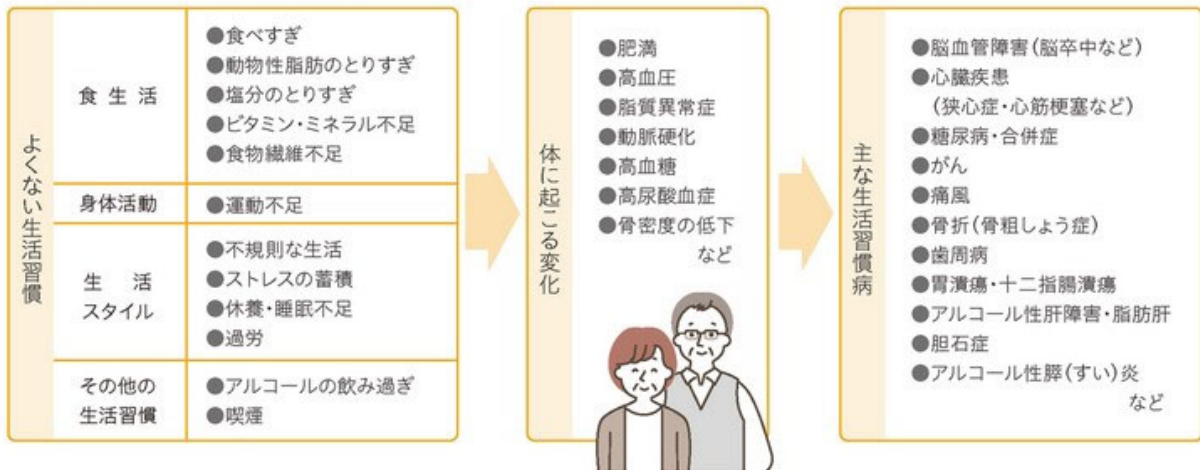 よくない生活習慣
食生活
●食べすぎ
●動物性脂肪のとりすぎ
●塩分のとりすぎ
●ビタミン・ミネラル不足
●食物繊維不足
身体活動
●運動不足
生活
スタイル
●不規則な生活
●ストレスの蓄積
●休養・睡眠不足
●過労
その他の
生活習慣
●アルコールの飲み過ぎ
●喫煙
体に起こる変化
●肥満
●高血圧
●脂質異常症
●動脈硬化
●高血糖
●高尿酸血症
●骨密度の低下
など
主な生活習慣病
●脳血管障害(脳卒中など)
●心臓疾患
(狭心症・心筋梗塞など)
●糖尿病・合併症
●がん
●痛風
●骨折(骨粗しょう症)
●歯周病
●胃潰瘍・十二指腸潰瘍
●アルコール性肝障害・脂肪肝
●胆石症
●アルコール性膵(すい)炎
など